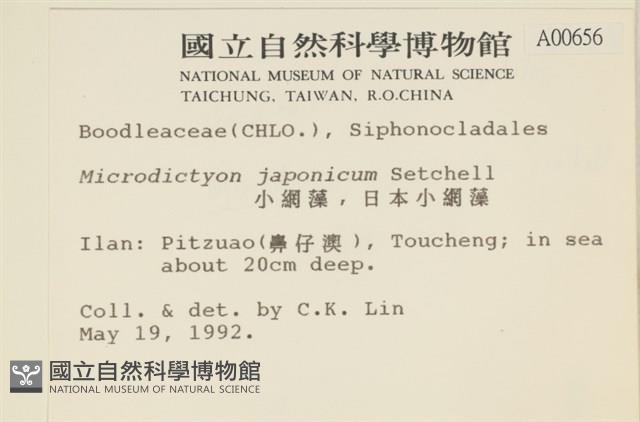 國立自然科學博物館
A00656
NATIONAL MUSEUM OF NATURAL SCIENCE
TAICHUNG, TAIWAN, R.O.CHINA
Boodleaceae(CHLO.), Siphonocladales
Microdictyon japonicum Setchell
小網藻，日本小網藻
Ilan: Pitzuao(鼻仔澳), Toucheng; in sea
about 20cm deep.
Coll. & det. by C.K. Lin
May 19, 1992.
國立自然科學博物館
NATIONAL MUSEUM OF NATURAL SCIENCE